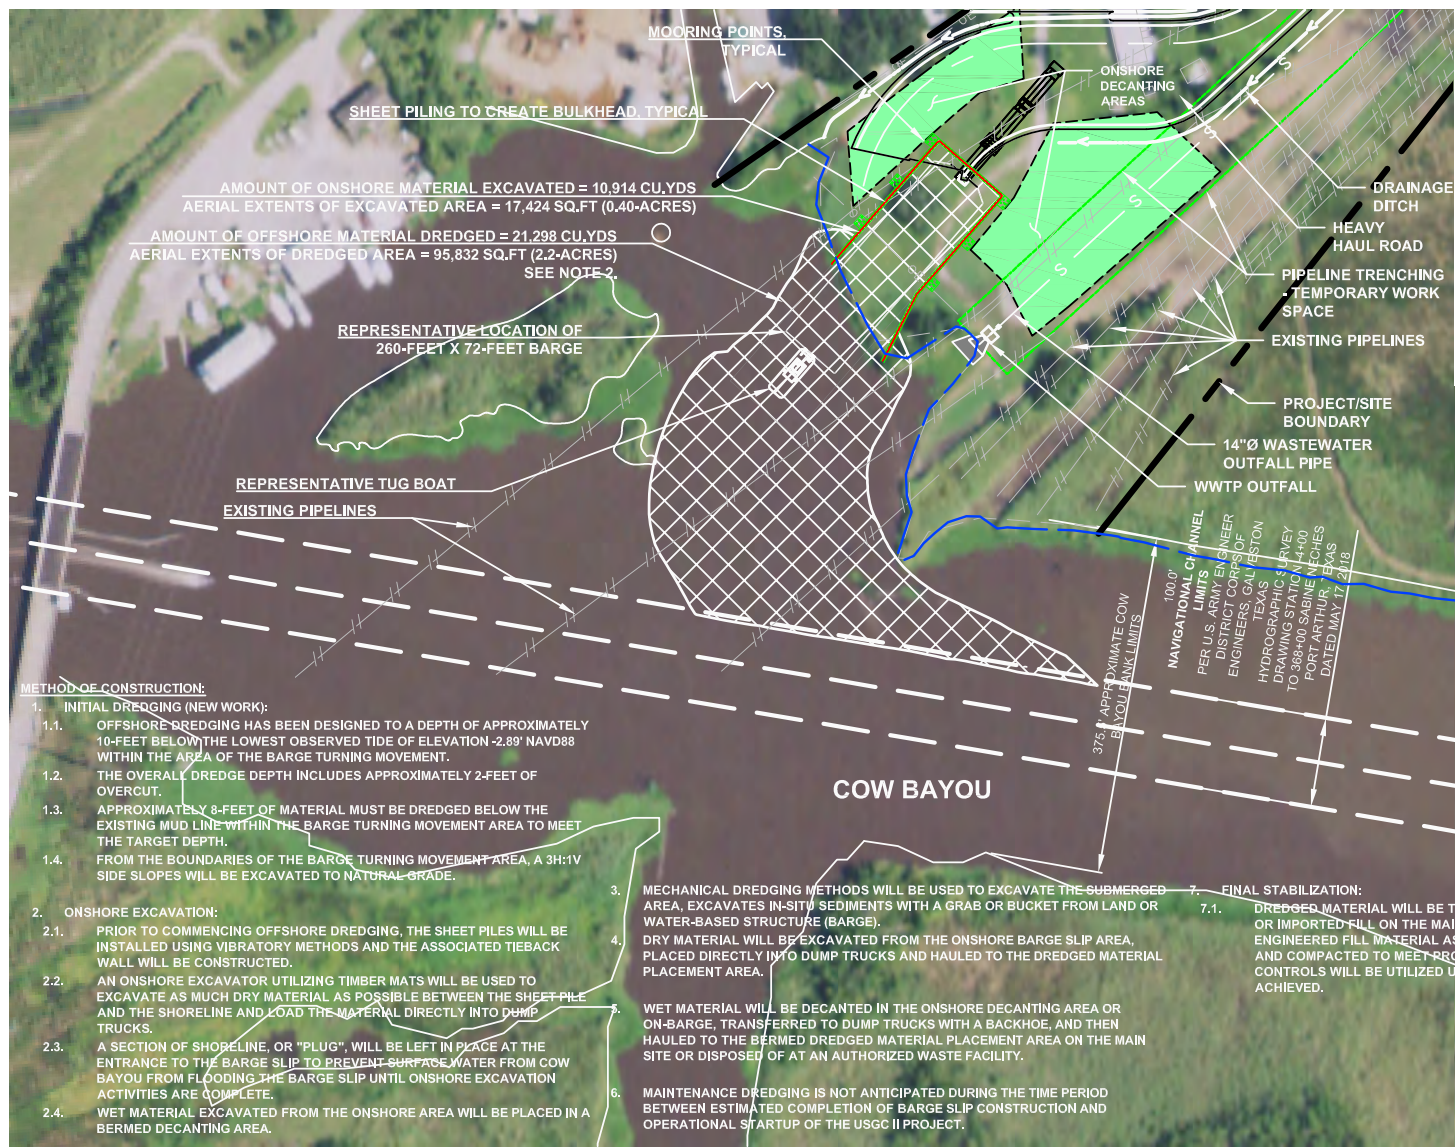 MOORING POINTS,
TYPICAL
SHEET PILING TO CREATE BULKHEAD, TYPICAL
AMOUNT OF ONSHORE MATERIAL EXCAVATED = 10,914 CU.YDS
AERIAL EXTENTS OF EXCAVATED AREA = 17,424 SQ.FT (0.40-ACRES)
AMOUNT OF OFFSHORE MATERIAL DREDGED = 21,298 CU.YDS
AERIAL EXTENTS OF DREDGED AREA = 95,832 SQ.FT (2.2-ACRES)
SEE NOTE 2.
REPRESENTATIVE LOCATION OF
260-FEET X 72-FEET BARGE
REPRESENTATIVE TUG BOAT
EXISTING PIPELINES
ONSHORE
DECANTING
AREAS
DRAINAGE
DITCH
HEAVY
HAUL ROAD
PIPELINE TRENCHING
- TEMPORARY WORK
SPACE
EXISTING PIPELINES
PROJECT/SITE
BOUNDARY
14"Ø WASTEWATER
OUTFALL PIPE
WWTP OUTFALL
S
S
S
S
S
375.' APPROXIMATE COW
BAYOU BANK LIMITS
100.0'
NAVIGATIONAL CHANNEL
LIMITS
PER U.S. ARMY ENGINEER
DISTRICT CORPS OF
ENGINEERS, GALVESTON
TEXAS
HYDROGRAPHIC SURVEY
DRAWING STATION -4+00
TO 368+00 SABINE NECHES
PORT ARTHUR, TEXAS
DATED MAY 17 2018
COW BAYOU
METHOD OF CONSTRUCTION:
1. INITIAL DREDGING (NEW WORK):
1.1. OFFSHORE DREDGING HAS BEEN DESIGNED TO A DEPTH OF APPROXIMATELY
10-FEET BELOW THE LOWEST OBSERVED TIDE OF ELEVATION -2.89' NAVD88
WITHIN THE AREA OF THE BARGE TURNING MOVEMENT.
1.2. THE OVERALL DREDGE DEPTH INCLUDES APPROXIMATELY 2-FEET OF
OVERCUT.
1.3. APPROXIMATELY 8-FEET OF MATERIAL MUST BE DREDGED BELOW THE
EXISTING MUD LINE WITHIN THE BARGE TURNING MOVEMENT AREA TO MEET
THE TARGET DEPTH.
1.4. FROM THE BOUNDARIES OF THE BARGE TURNING MOVEMENT AREA, A 3H:1V
SIDE SLOPES WILL BE EXCAVATED TO NATURAL GRADE.
2. ONSHORE EXCAVATION:
2.1. PRIOR TO COMMENCING OFFSHORE DREDGING, THE SHEET PILES WILL BE
INSTALLED USING VIBRATORY METHODS AND THE ASSOCIATED TIEBACK
WALL WILL BE CONSTRUCTED.
2.2. AN ONSHORE EXCAVATOR UTILIZING TIMBER MATS WILL BE USED TO
EXCAVATE AS MUCH DRY MATERIAL AS POSSIBLE BETWEEN THE SHEET PILE
AND THE SHORELINE AND LOAD THE MATERIAL DIRECTLY INTO DUMP
TRUCKS.
2.3. A SECTION OF SHORELINE, OR "PLUG", WILL BE LEFT IN PLACE AT THE
ENTRANCE TO THE BARGE SLIP TO PREVENT SURFACE WATER FROM COW
BAYOU FROM FLOODING THE BARGE SLIP UNTIL ONSHORE EXCAVATION
ACTIVITIES ARE COMPLETE.
2.4. WET MATERIAL EXCAVATED FROM THE ONSHORE AREA WILL BE PLACED IN A
BERMED DECANTING AREA.
3. MECHANICAL DREDGING METHODS WILL BE USED TO EXCAVATE THE SUBMERGED
AREA, EXCAVATES IN-SITU SEDIMENTS WITH A GRAB OR BUCKET FROM LAND OR
WATER-BASED STRUCTURE (BARGE).
4. DRY MATERIAL WILL BE EXCAVATED FROM THE ONSHORE BARGE SLIP AREA,
PLACED DIRECTLY INTO DUMP TRUCKS AND HAULED TO THE DREDGED MATERIAL
PLACEMENT AREA.
5. WET MATERIAL WILL BE DECANTED IN THE ONSHORE DECANTING AREA OR
ON-BARGE, TRANSFERRED TO DUMP TRUCKS WITH A BACKHOE, AND THEN
HAULED TO THE BERMED DREDGED MATERIAL PLACEMENT AREA ON THE MAIN
SITE OR DISPOSED OF AT AN AUTHORIZED WASTE FACILITY.
6. MAINTENANCE DREDGING IS NOT ANTICIPATED DURING THE TIME PERIOD
BETWEEN ESTIMATED COMPLETION OF BARGE SLIP CONSTRUCTION AND
OPERATIONAL STARTUP OF THE USGC II PROJECT.
7. FINAL STABILIZATION:
7.1. DREDGED MATERIAL WILL BE T
OR IMPORTED FILL ON THE MAI
ENGINEERED FILL MATERIAL AS
AND COMPACTED TO MEET PRO
CONTROLS WILL BE UTILIZED U
ACHIEVED.